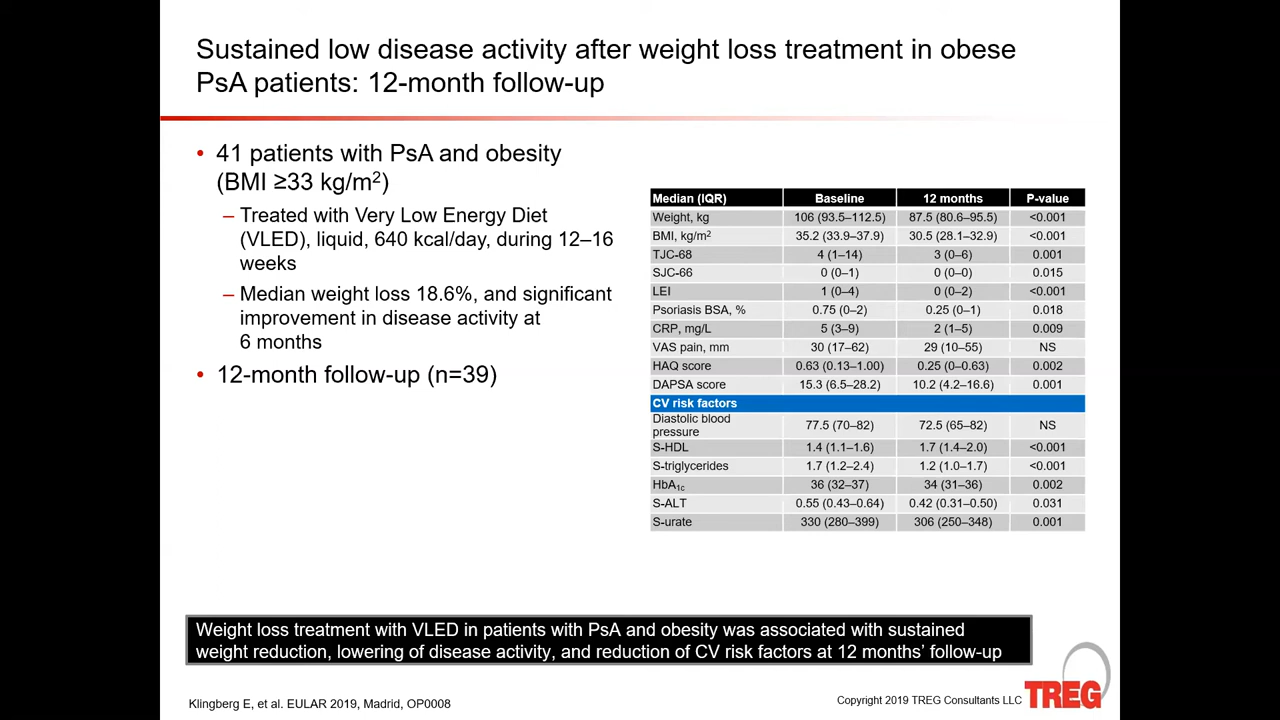 Sustained low disease activity after weight loss treatment in obese
PsA patients: 12-month follow-up
• 41 patients with PsA and obesity
(BMI ≥33 kg/m²)
– Treated with Very Low Energy Diet
(VLED), liquid, 640 kcal/day, during 12–16
weeks
– Median weight loss 18.6%, and significant
improvement in disease activity at
6 months
• 12-month follow-up (n=39)
Median (IQR) Baseline 12 months P-value
Weight, kg 106 (93.5–112.5) 87.5 (80.6–95.5) <0.001
BMI, kg/m² 35.2 (33.9–37.9) 30.5 (28.1–32.9) <0.001
TJC-68 4 (1–14) 3 (0–6) 0.001
SJC-66 0 (0–1) 0 (0–0) 0.015
LEI 1 (0–4) 0 (0–2) <0.001
Psoriasis BSA, % 0.75 (0–2) 0.25 (0–1) 0.018
CRP, mg/L 5 (3–9) 2 (1–5) 0.009
VAS pain, mm 30 (17–62) 29 (10–55) NS
HAQ score 0.63 (0.13–1.00) 0.25 (0–0.63) 0.002
DAPSA score 15.3 (6.5–28.2) 10.2 (4.2–16.6) 0.001
CV risk factors
Diastolic blood
pressure 77.5 (70–82) 72.5 (65–82) NS
S-HDL 1.4 (1.1–1.6) 1.7 (1.4–2.0) <0.001
S-triglycerides 1.7 (1.2–2.4) 1.2 (1.0–1.7) <0.001
HbA₁c 36 (32–37) 34 (31–36) 0.002
S-ALT 0.55 (0.43–0.64) 0.42 (0.31–0.50) 0.031
S-urate 330 (280–399) 306 (250–348) 0.001
Weight loss treatment with VLED in patients with PsA and obesity was associated with sustained
weight reduction, lowering of disease activity, and reduction of CV risk factors at 12 months’ follow-up
Klingberg E, et al. EULAR 2019, Madrid, OP0008
Copyright 2019 TREG Consultants LLC
TREG